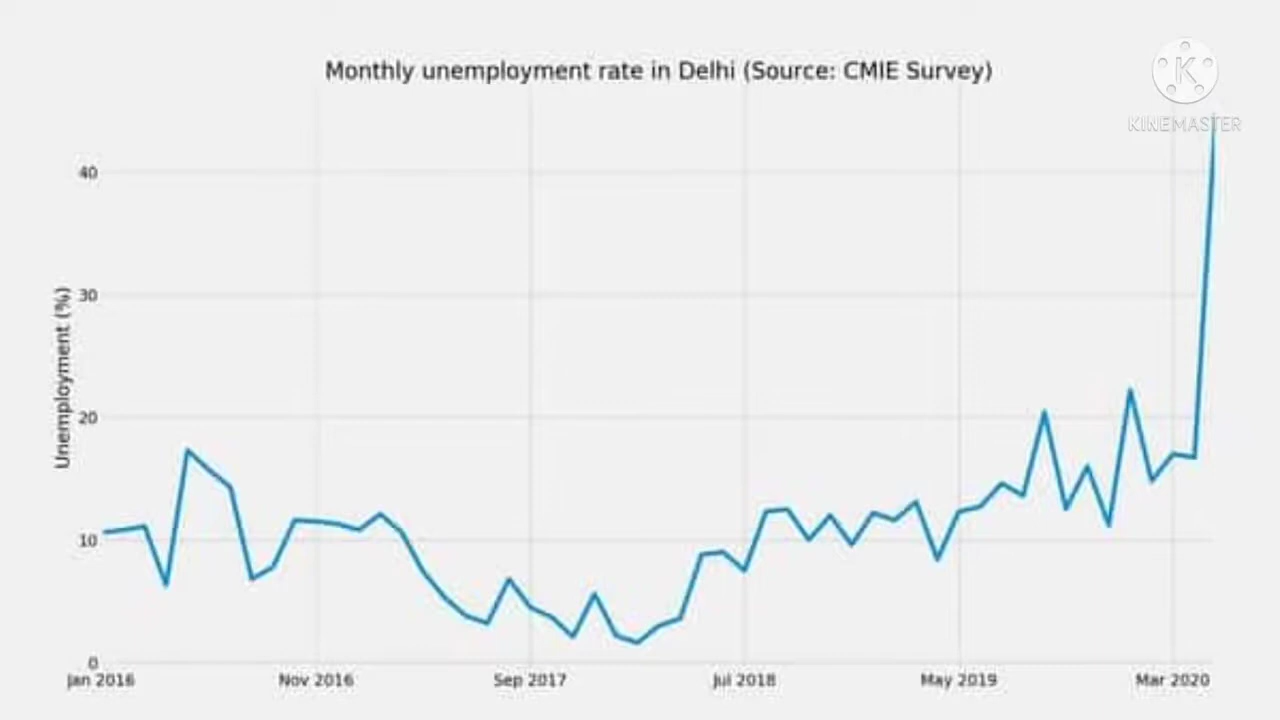 Monthly unemployment rate in Delhi (Source: CMIE Survey)
K
KINEMASTER
40
30
20
10
0
Unemployment (%)
Jan 2016
Nov 2016
Sep 2017
Jul 2018
May 2019
Mar 2020